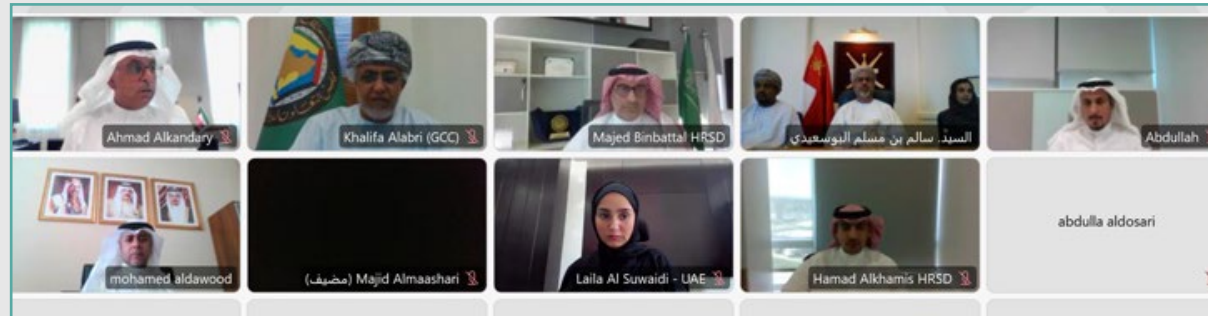 Ahmad Alkandary
Khalifa Alabri (GCC)
Majed Binbattal HRSD
السيد. سالم بن مسلم البوسعيدي
Abdullah
mohamed aldawood
Majid Almaashari (مضيف)
Laila Al Suwaidi - UAE
Hamad Alkhamis HRSD
abdulla aldosari